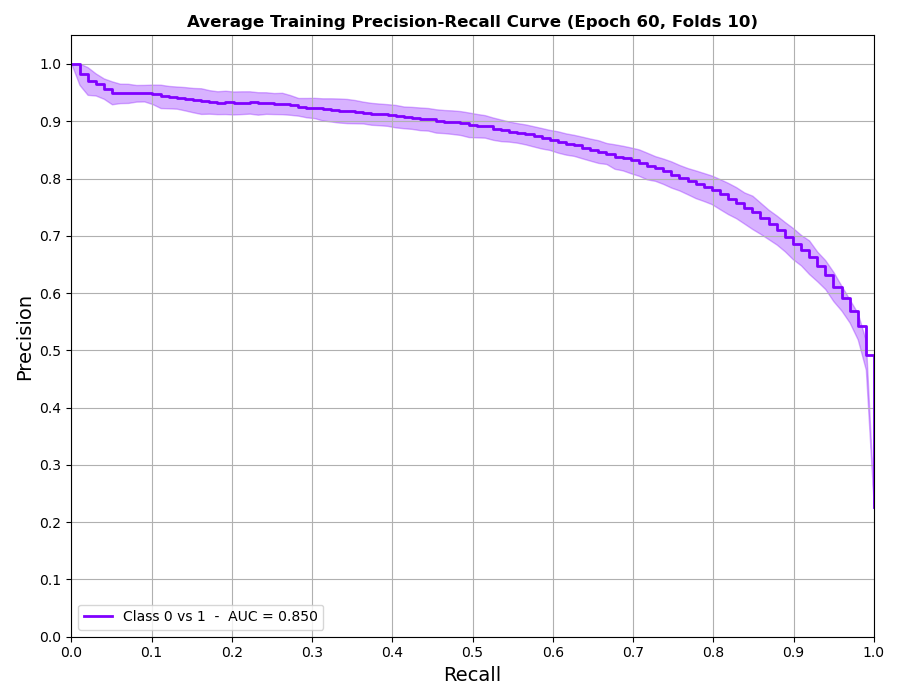 Average Training Precision-Recall Curve (Epoch 60, Folds 10)
1.0
0.9
0.8
0.7
0.6
0.5
0.4
0.3
0.2
0.1
0.0
Precision
Class 0 vs 1 - AUC = 0.850
0.0 0.1 0.2 0.3 0.4 0.5 0.6 0.7 0.8 0.9 1.0
Recall